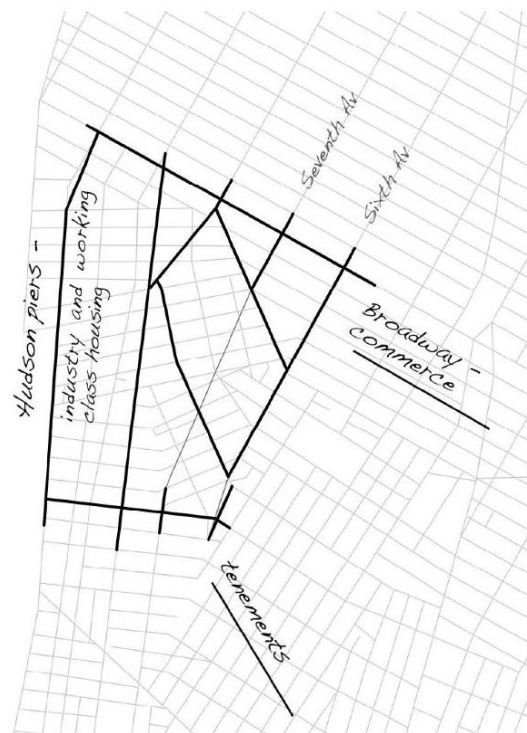 Seventh Av
Sixth Av
Hudson piers -
industry and working
class housing
Broadway -
commerce
tenements